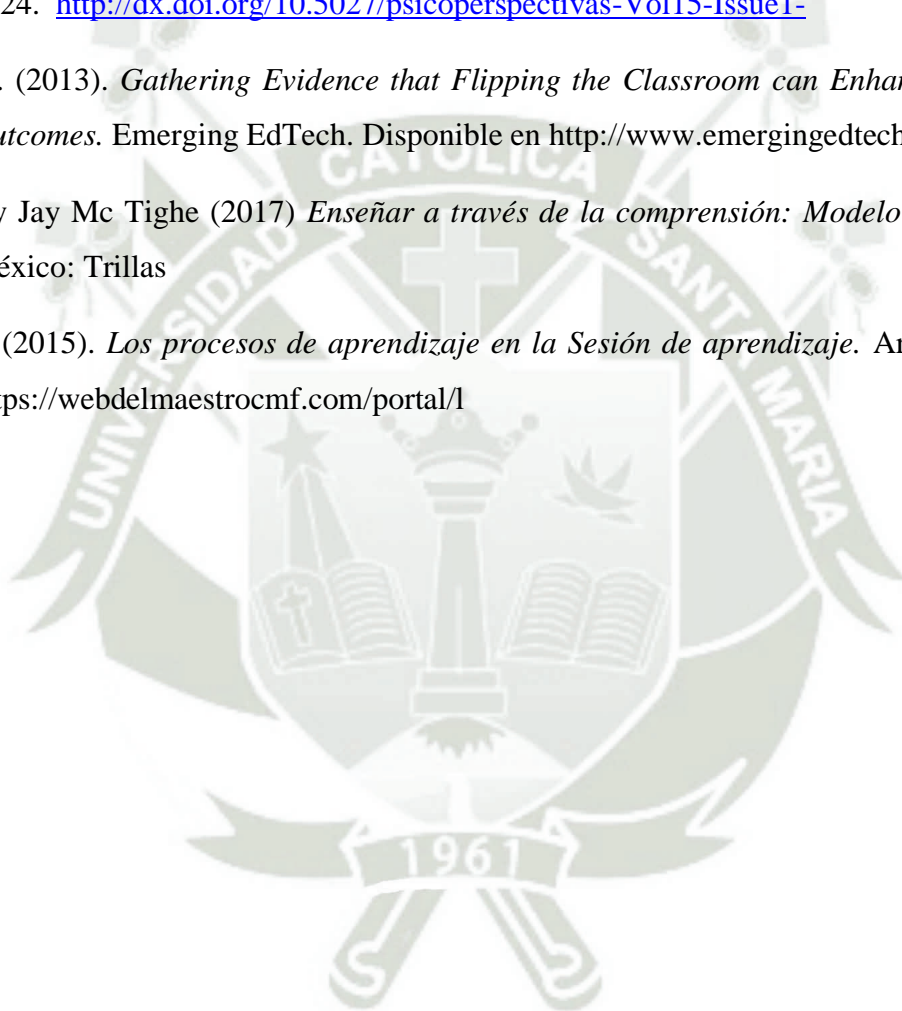 24. http://dx.doi.org/10.5027/psicoperspectivas-Vol15-Issue1-
. (2013). Gathering Evidence that Flipping the Classroom can Enhan
utcomes. Emerging EdTech. Disponible en http://www.emergingedtech
y Jay Mc Tighe (2017) Enseñar a través de la comprensión: Modelo
éxico: Trillas
(2015). Los procesos de aprendizaje en la Sesión de aprendizaje. Ar
tps://webdelmaestrocmf.com/portal/l
UNIVERSIDAD CATOLICA SANTA MARIA
1961